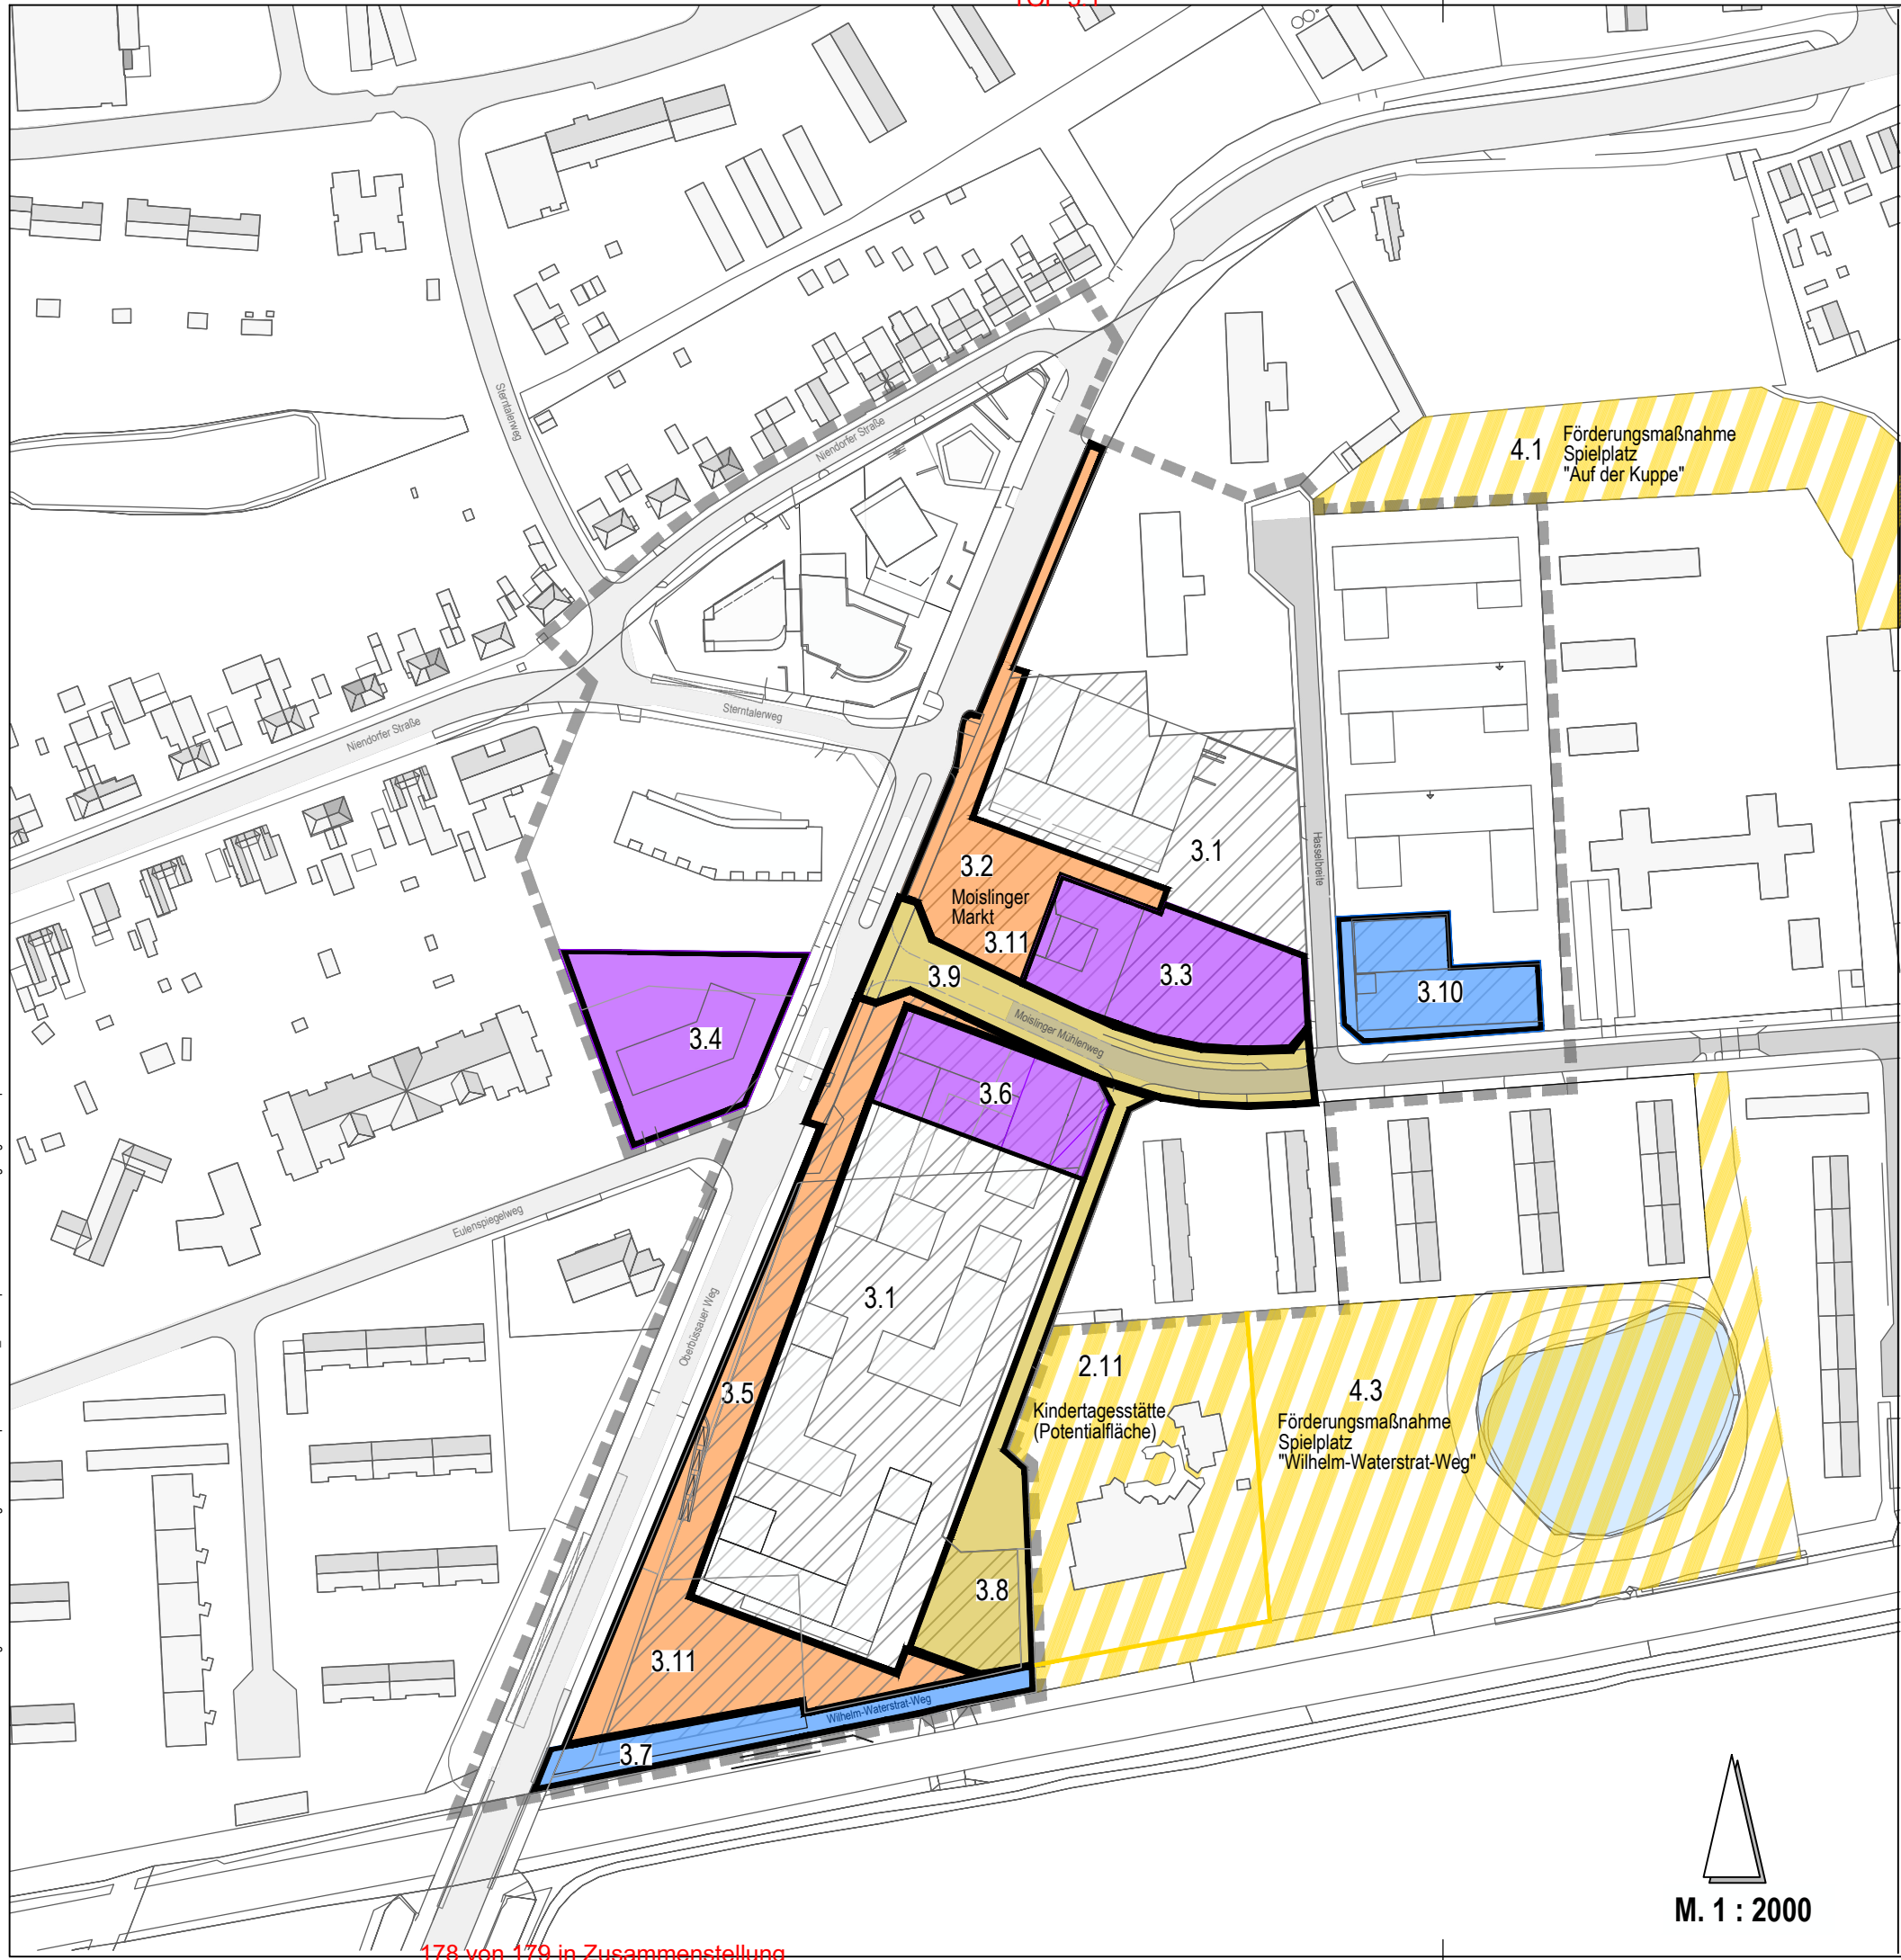 4.1
Förderungsmaßnahme
Spielplatz
"Auf der Kuppe"
Sterntalerweg
Niendorfer Straße
Sterntalerweg
Niendorfer Straße
Hasselbreite
3.1
3.2
Moislinger
Markt
3.11
3.3
3.9
3.10
Moislinger Mühlenweg
3.4
3.6
Eulenspiegelweg
3.1
Oberbüssauer Weg
3.5
2.11
Kindertagesstätte
(Potentialfläche)
4.3
Förderungsmaßnahme
Spielplatz
"Wilhelm-Waterstrat-Weg"
3.8
3.11
Wilhelm-Waterstrat-Weg
3.7
M. 1 : 2000
178 von 179 in Zusammenstellung